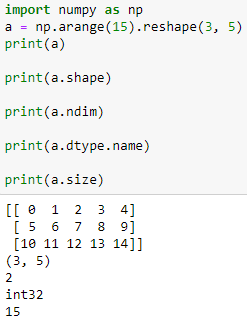 import numpy as np
a = np.arange(15).reshape(3, 5)
print(a)
print(a.shape)
print(a.ndim)
print(a.dtype.name)
print(a.size)
[[ 0  1  2  3  4]
 [ 5  6  7  8  9]
 [10 11 12 13 14]]
(3, 5)
2
int32
15